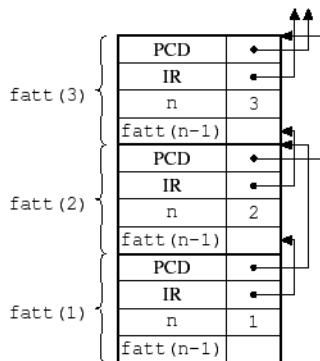 PCD
IR
fatt(3)
n 3
fatt(n-1)
PCD
IR
fatt(2)
n 2
fatt(n-1)
PCD
IR
fatt(1)
n 1
fatt(n-1)